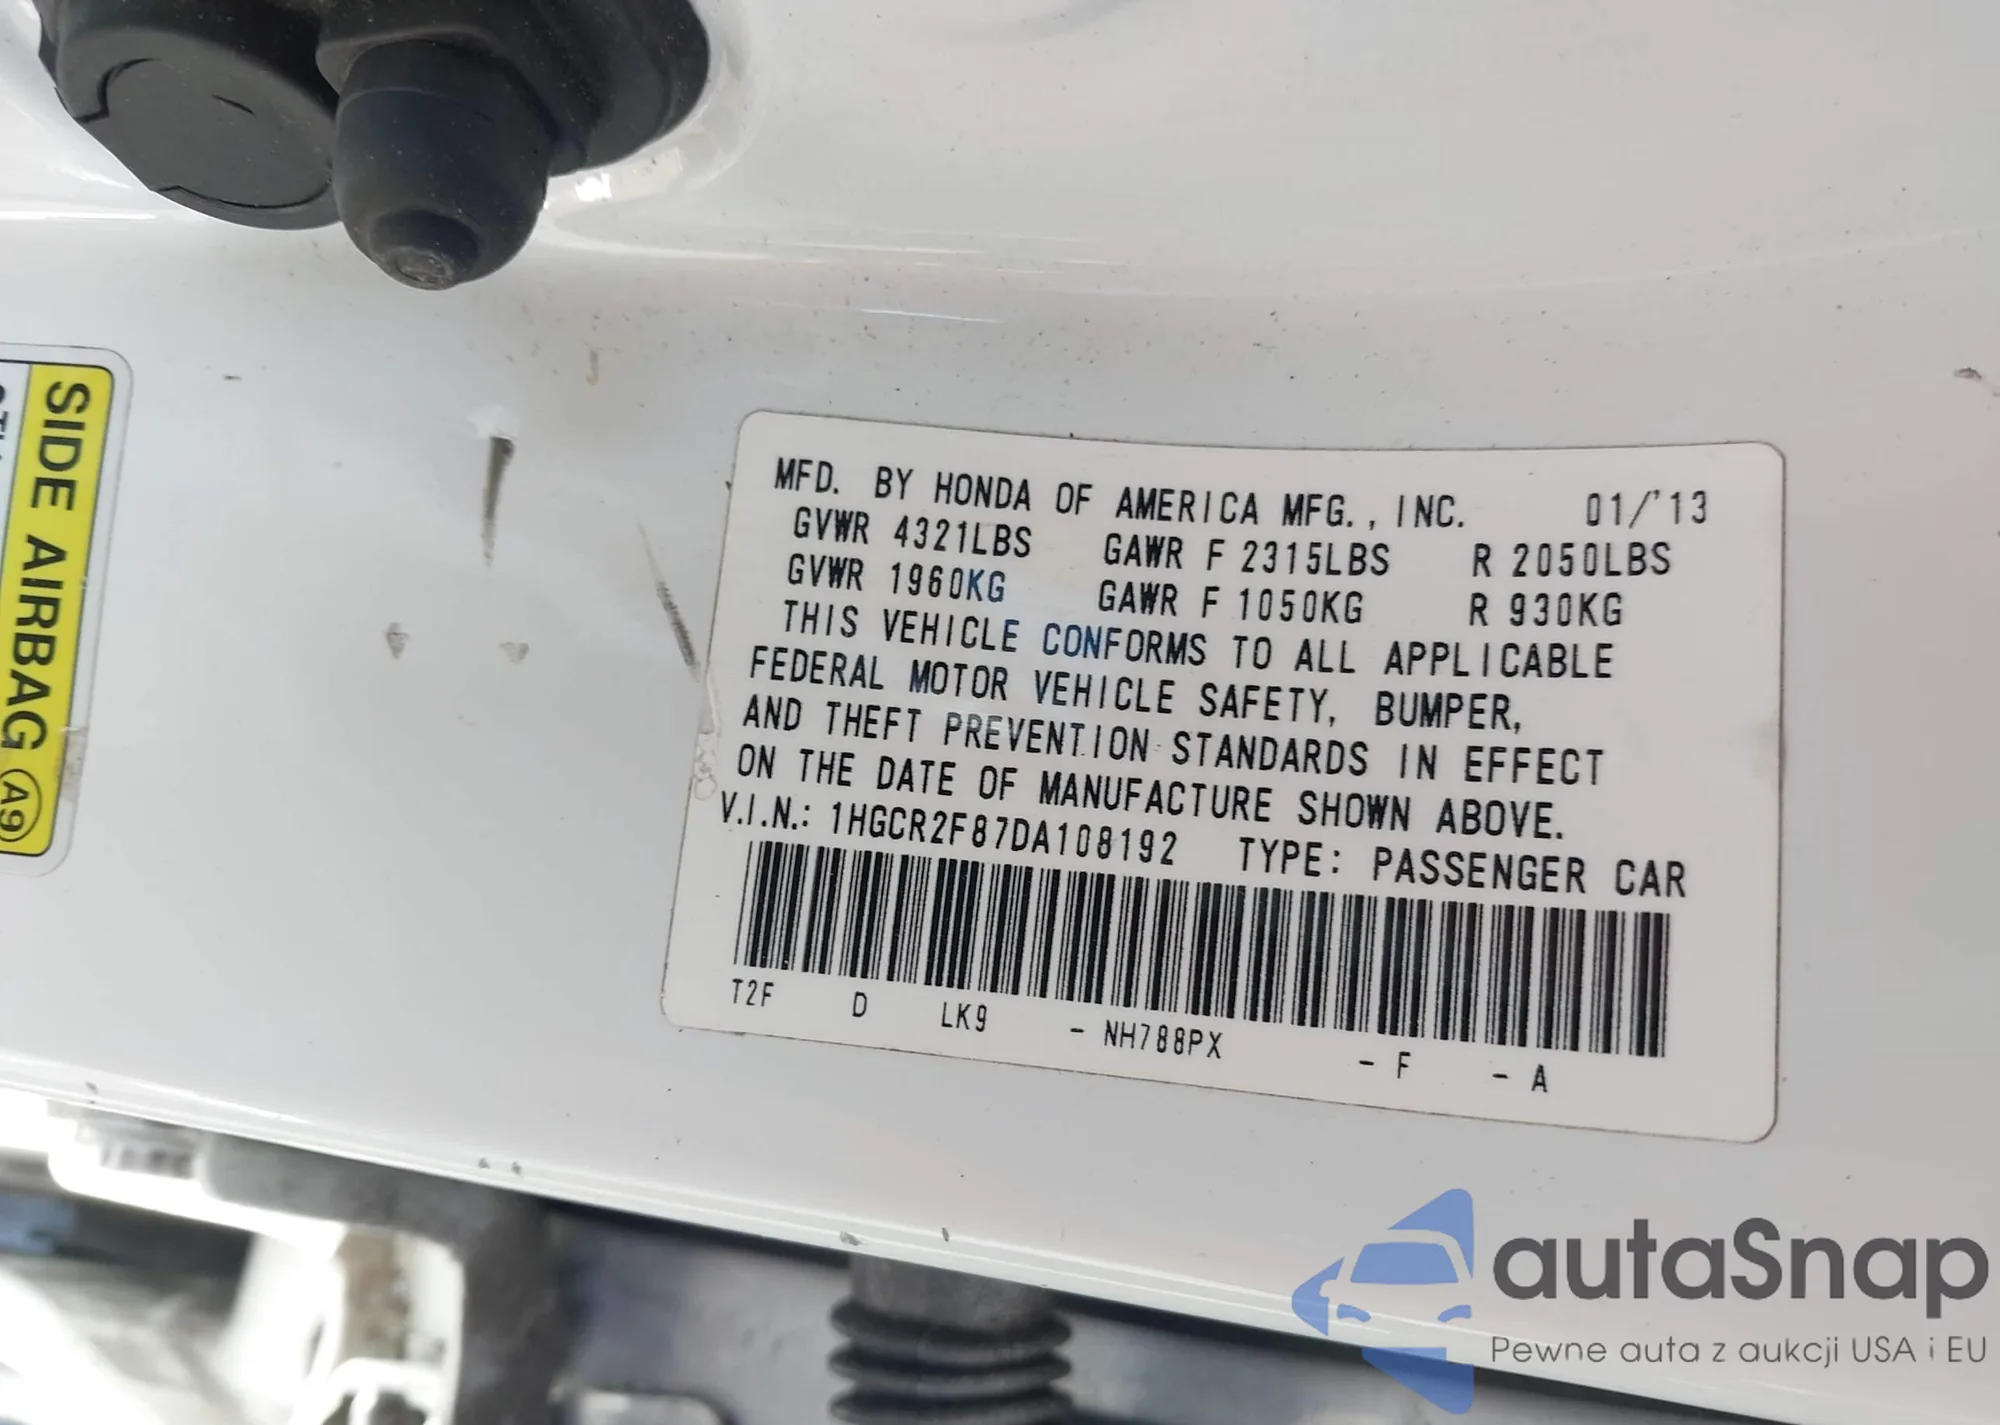 SIDE AIRBAG A9
MFD. BY HONDA OF AMERICA MFG., INC. 01/'13
GVWR 4321LBS GAWR F 2315LBS R 2050LBS
GVWR 1960KG GAWR F 1050KG R 930KG
THIS VEHICLE CONFORMS TO ALL APPLICABLE
FEDERAL MOTOR VEHICLE SAFETY, BUMPER,
AND THEFT PREVENTION STANDARDS IN EFFECT
ON THE DATE OF MANUFACTURE SHOWN ABOVE.
V.I.N.: 1HGCR2F87DA108192 TYPE: PASSENGER CAR
T2F D LK9 - NH788PX - F - A
autaSnap
Pewne auta z aukcji USA i EU